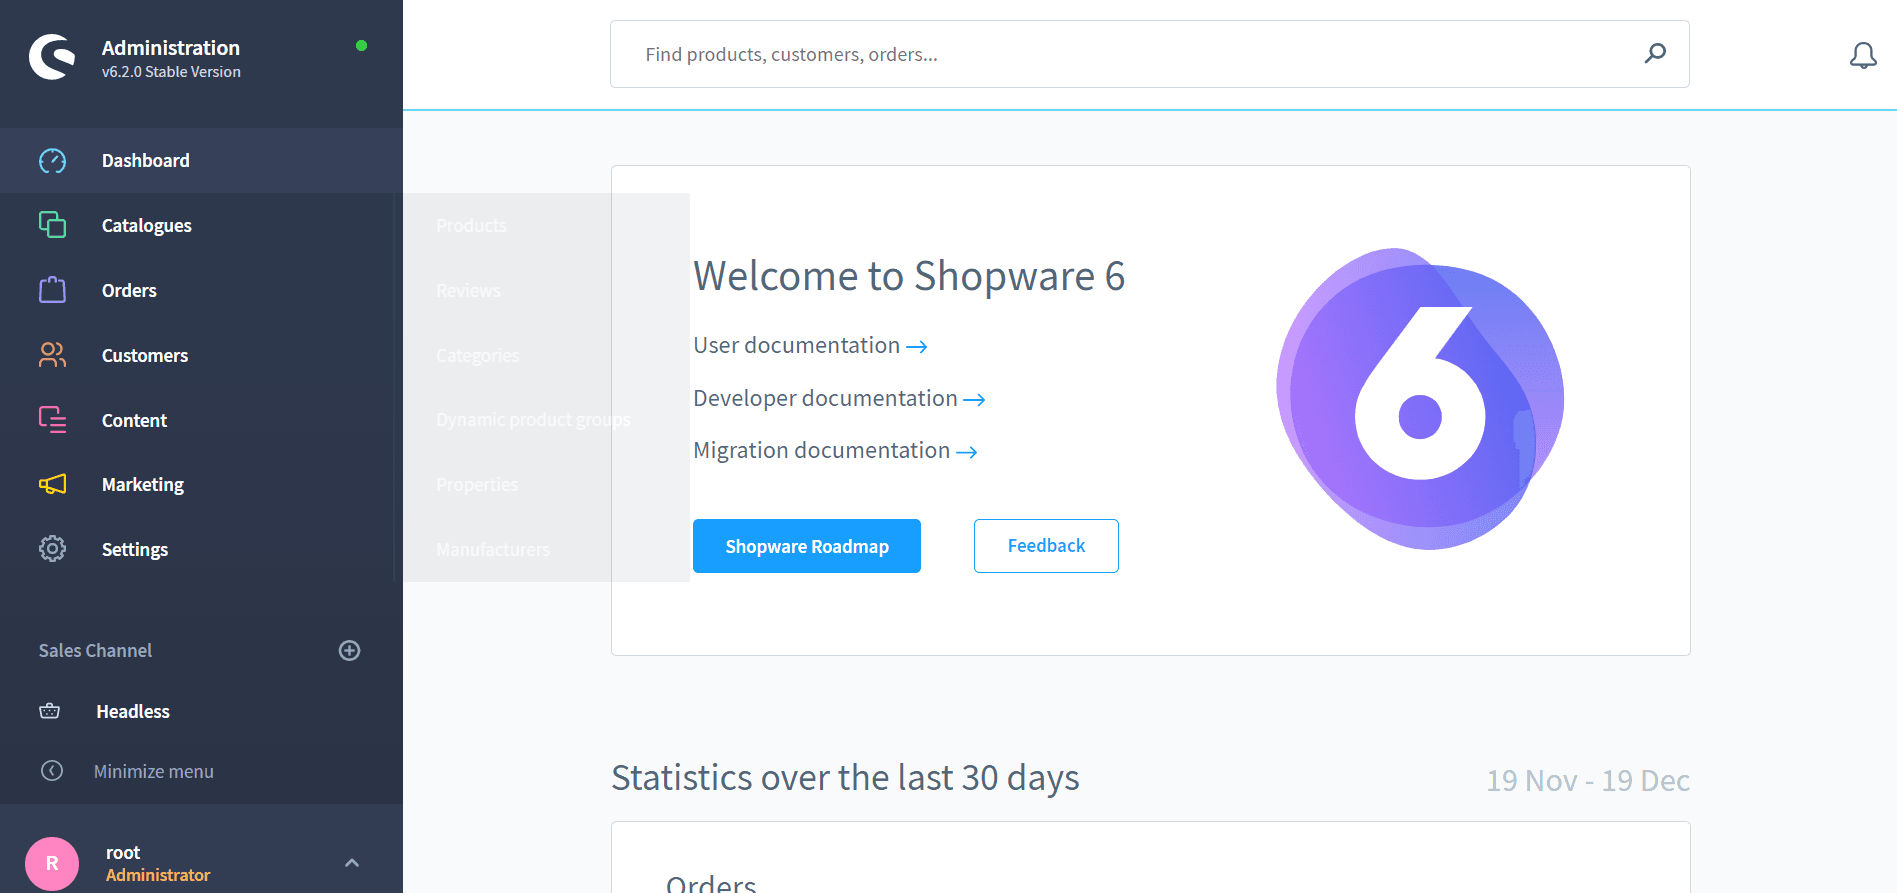 Administration
v6.2.0 Stable Version
Find products, customers, orders...
Dashboard
Catalogues
Orders
Customers
Content
Marketing
Settings
Sales Channel
Headless
Minimize menu
R
root
Administrator
Products
Reviews
Categories
Dynamic product groups
Properties
Manufacturers
Welcome to Shopware 6
User documentation →
Developer documentation →
Migration documentation →
Shopware Roadmap
Feedback
6
Statistics over the last 30 days
19 Nov - 19 Dec
Orders